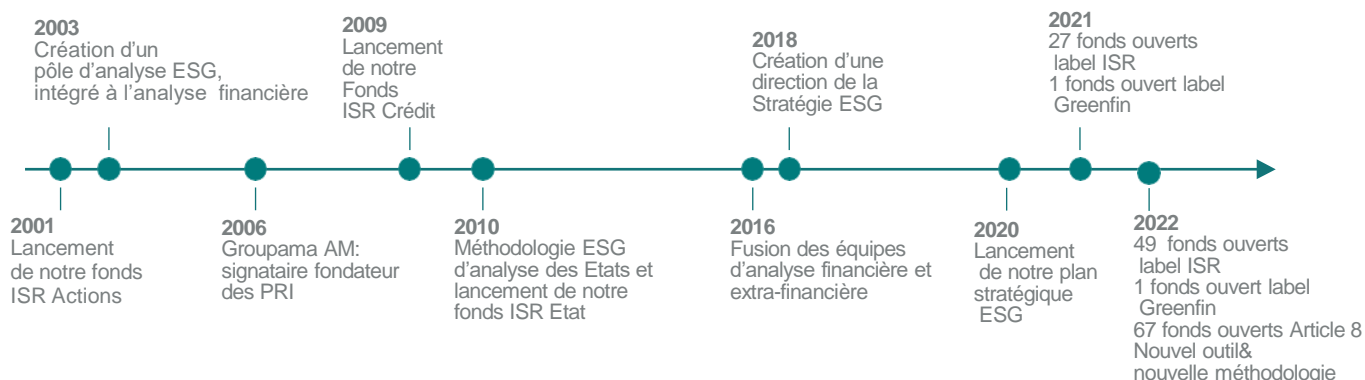 2003
Création d’un
pôle d’analyse ESG,
intégré à l’analyse financière
2009
Lancement
de notre
Fonds
ISR Crédit
2018
Création d’une
direction de la
Stratégie ESG
2021
27 fonds ouverts
label ISR
1 fonds ouvert label
Greenfin
2001
Lancement
de notre fonds
ISR Actions
2006
Groupama AM:
signataire fondateur
des PRI
2010
Méthodologie ESG
d’analyse des Etats et
lancement de notre
fonds ISR Etat
2016
Fusion des équipes
d’analyse financière et
extra-financière
2020
Lancement
de notre plan
stratégique
ESG
2022
49 fonds ouverts
label ISR
1 fonds ouvert label
Greenfin
67 fonds ouverts Article 8
Nouvel outil&
nouvelle méthodologie